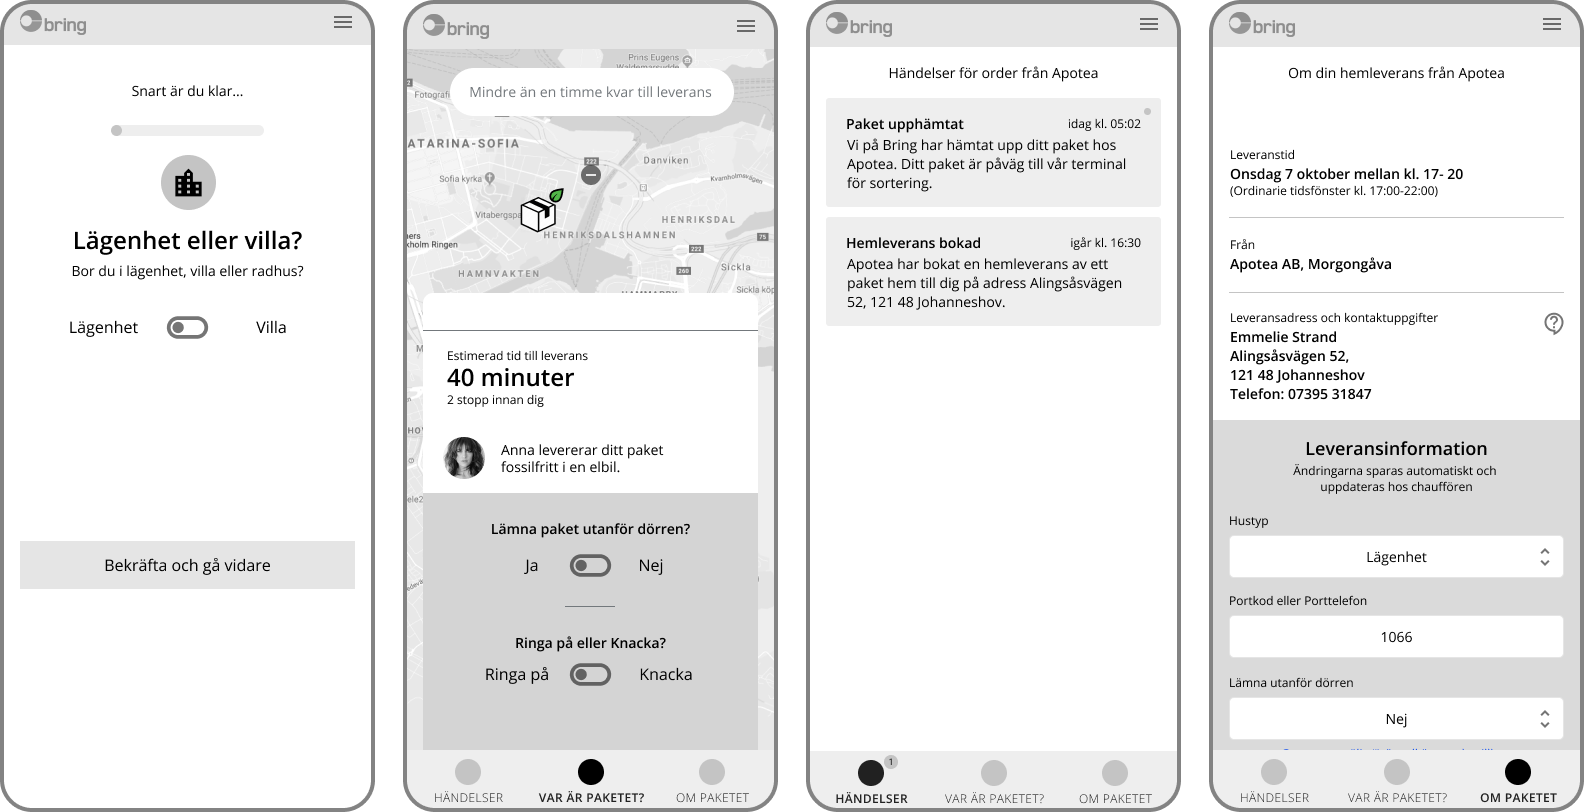 bring
Snart är du klar...
Lägenhet eller villa?
Bor du i lägenhet, villa eller radhus?
Lägenhet Villa
Bekräfta och gå vidare
bring
Prins Eugens
Waldemarsudde
Fotografi
Mindre än en timme kvar till leverans
ATARINA-SOFIA
222
Danviken
Sofia kyrka
Kvarnholmsvägen
Vitabergspa
HENRIKSDAL
HENRIKSDALSHAMNEN
ners
ckholm Ringen
75
222
260
Sickla
HAMNVAKTEN
Sickla köp
HAMMARBY
M
Estimerad tid till leverans
40 minuter
2 stopp innan dig
Anna levererar ditt paket
fossilfritt i en elbil.
Lämna paket utanför dörren?
Ja Nej
Ringa på eller Knacka?
Ringa på Knacka
HÄNDELSER VAR ÄR PAKETET? OM PAKETET
bring
Händelser för order från Apotea
Paket upphämtat idag kl. 05:02
Vi på Bring har hämtat upp ditt paket hos
Apotea. Ditt paket är påväg till vår terminal
för sortering.
Hemleverans bokad igår kl. 16:30
Apotea har bokat en hemleverans av ett
paket hem till dig på adress Alingsåsvägen
52, 121 48 Johanneshov.
1
HÄNDELSER VAR ÄR PAKETET? OM PAKETET
bring
Om din hemleverans från Apotea
Leveranstid
Onsdag 7 oktober mellan kl. 17- 20
(Ordinarie tidsfönster kl. 17:00-22:00)
Från
Apotea AB, Morgongåva
Leveransadress och kontaktuppgifter
Emmelie Strand
Alingsåsvägen 52,
121 48 Johanneshov
Telefon: 07395 31847
Leveransinformation
Ändringarna sparas automatiskt och
uppdateras hos chauffören
Hustyp
Lägenhet
Portkod eller Porttelefon
1066
Lämna utanför dörren
Nej
HÄNDELSER VAR ÄR PAKETET? OM PAKETET